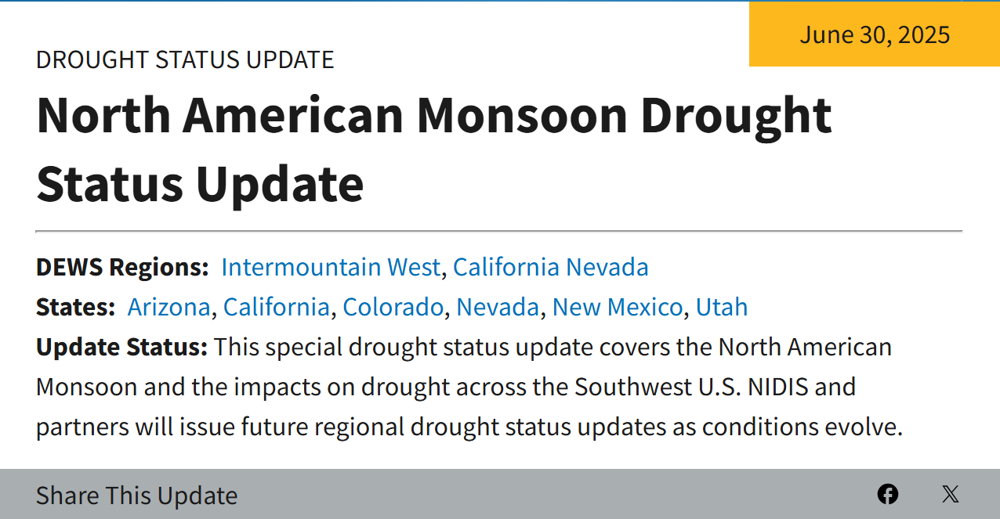 June 30, 2025
DROUGHT STATUS UPDATE
North American Monsoon Drought
Status Update
DEWS Regions: Intermountain West, California Nevada
States: Arizona, California, Colorado, Nevada, New Mexico, Utah
Update Status: This special drought status update covers the North American
Monsoon and the impacts on drought across the Southwest U.S. NIDIS and
partners will issue future regional drought status updates as conditions evolve.
Share This Update